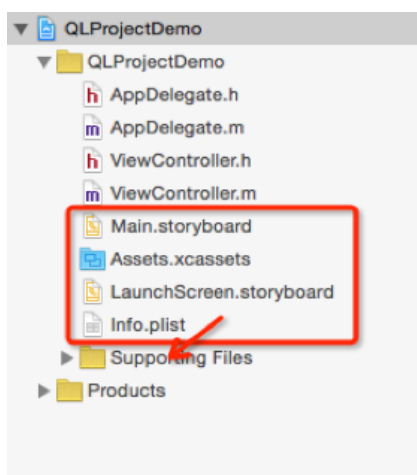 QLProjectDemo
QLProjectDemo
h AppDelegate.h
m AppDelegate.m
h ViewController.h
m ViewController.m
Main.storyboard
Assets.xcassets
LaunchScreen.storyboard
Info.plist
Supporting Files
Products